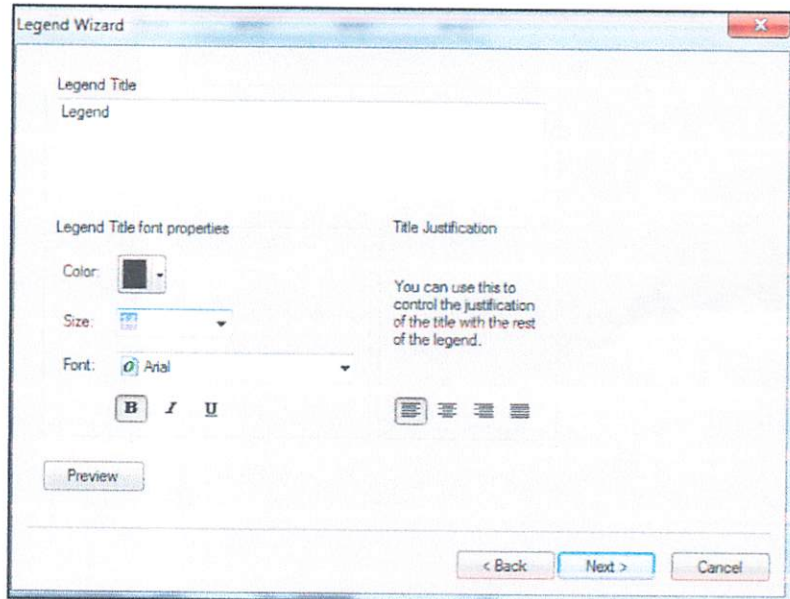 Legend Wizard
Legend Title
Legend
Legend Title font properties
Title Justification
Color:
You can use this to
control the justification
of the title with the rest
of the legend.
Size:
Font:
Arial
B I U
Preview
< Back
Next >
Cancel